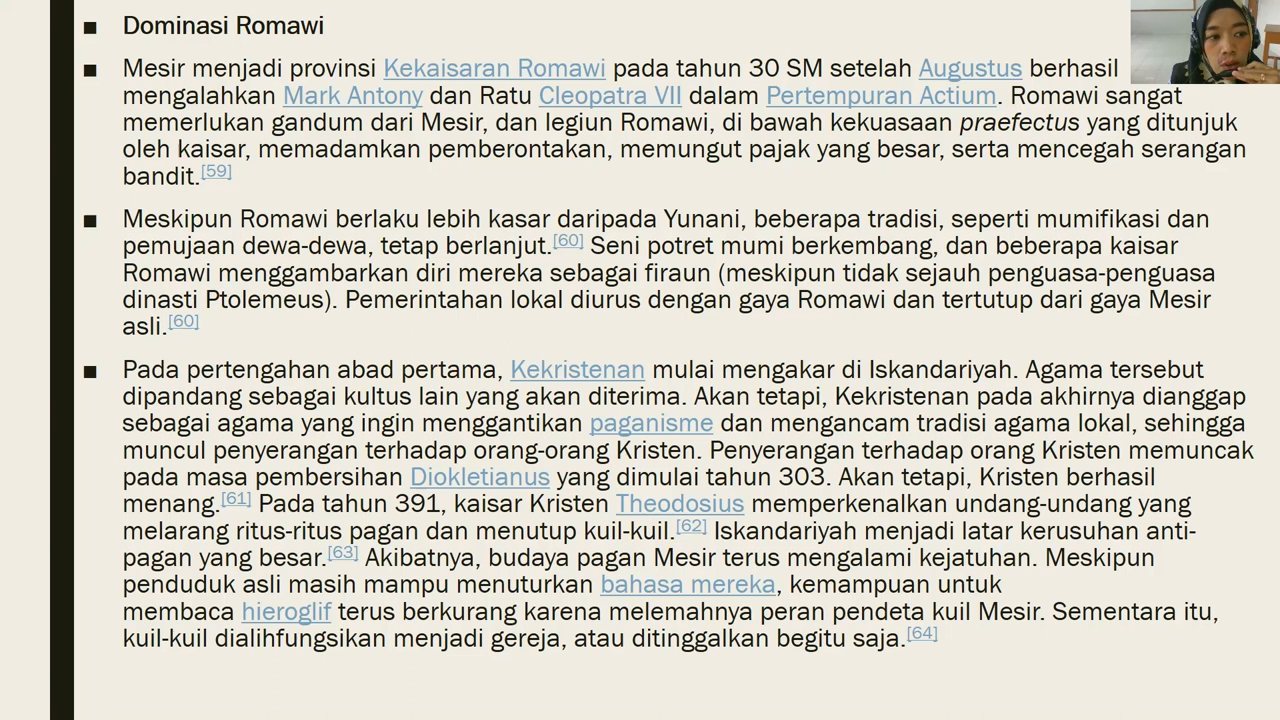 ■ Dominasi Romawi
■ Mesir menjadi provinsi Kekaisaran Romawi pada tahun 30 SM setelah Augustus berhasil
mengalahkan Mark Antony dan Ratu Cleopatra VII dalam Pertempuran Actium. Romawi sangat
memerlukan gandum dari Mesir, dan legiun Romawi, di bawah kekuasaan praefectus yang ditunjuk
oleh kaisar, memadamkan pemberontakan, memungut pajak yang besar, serta mencegah serangan
bandit.[59]
■ Meskipun Romawi berlaku lebih kasar daripada Yunani, beberapa tradisi, seperti mumifikasi dan
pemujaan dewa-dewa, tetap berlanjut.[60] Seni potret mumi berkembang, dan beberapa kaisar
Romawi menggambarkan diri mereka sebagai firaun (meskipun tidak sejauh penguasa-penguasa
dinasti Ptolemeus). Pemerintahan lokal diurus dengan gaya Romawi dan tertutup dari gaya Mesir
asli.[60]
■ Pada pertengahan abad pertama, Kekristenan mulai mengakar di Iskandariyah. Agama tersebut
dipandang sebagai kultus lain yang akan diterima. Akan tetapi, Kekristenan pada akhirnya dianggap
sebagai agama yang ingin menggantikan paganisme dan mengancam tradisi agama lokal, sehingga
muncul penyerangan terhadap orang-orang Kristen. Penyerangan terhadap orang Kristen memuncak
pada masa pembersihan Diokletianus yang dimulai tahun 303. Akan tetapi, Kristen berhasil
menang.[61] Pada tahun 391, kaisar Kristen Theodosius memperkenalkan undang-undang yang
melarang ritus-ritus pagan dan menutup kuil-kuil.[62] Iskandariyah menjadi latar kerusuhan anti-
pagan yang besar.[63] Akibatnya, budaya pagan Mesir terus mengalami kejatuhan. Meskipun
penduduk asli masih mampu menuturkan bahasa mereka, kemampuan untuk
membaca hieroglif terus berkurang karena melemahnya peran pendeta kuil Mesir. Sementara itu,
kuil-kuil dialihfungsikan menjadi gereja, atau ditinggalkan begitu saja.[64]